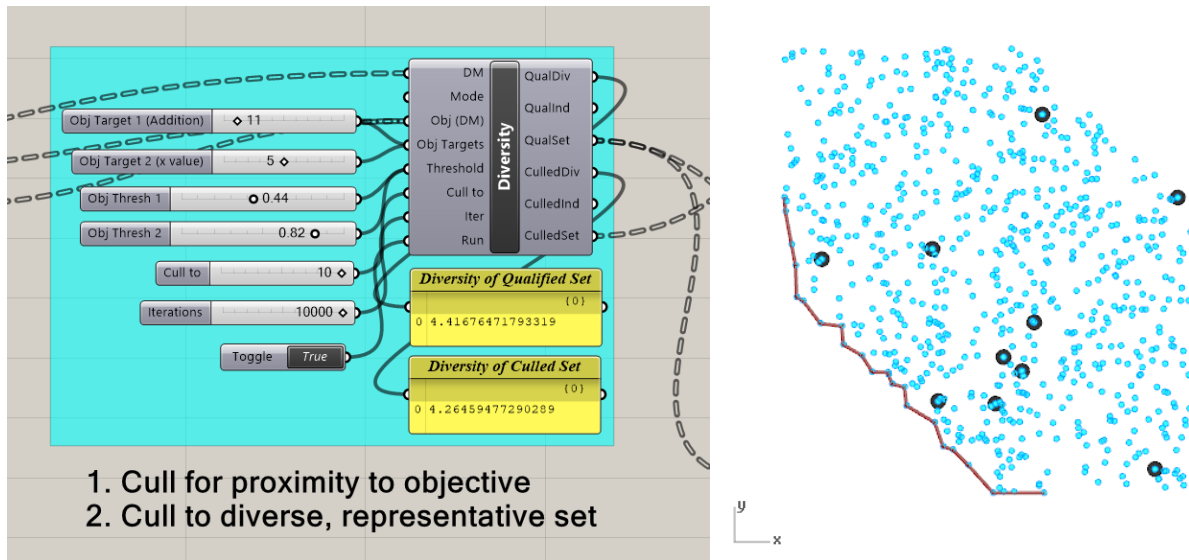 DM
Mode
Obj (DM)
Obj Targets
Threshold
Cull to
Iter
Run
Diversity
QualDiv
QualInd
QualSet
CulledDiv
CulledInd
CulledSet
Obj Target 1 (Addition) 11
Obj Target 2 (x value) 5
Obj Thresh 1 0.44
Obj Thresh 2 0.82
Cull to 10
Iterations 10000
Toggle True
Diversity of Qualified Set
{0}
0 4.41676471793319
Diversity of Culled Set
{0}
0 4.26459477290289
1. Cull for proximity to objective
2. Cull to diverse, representative set
y
x